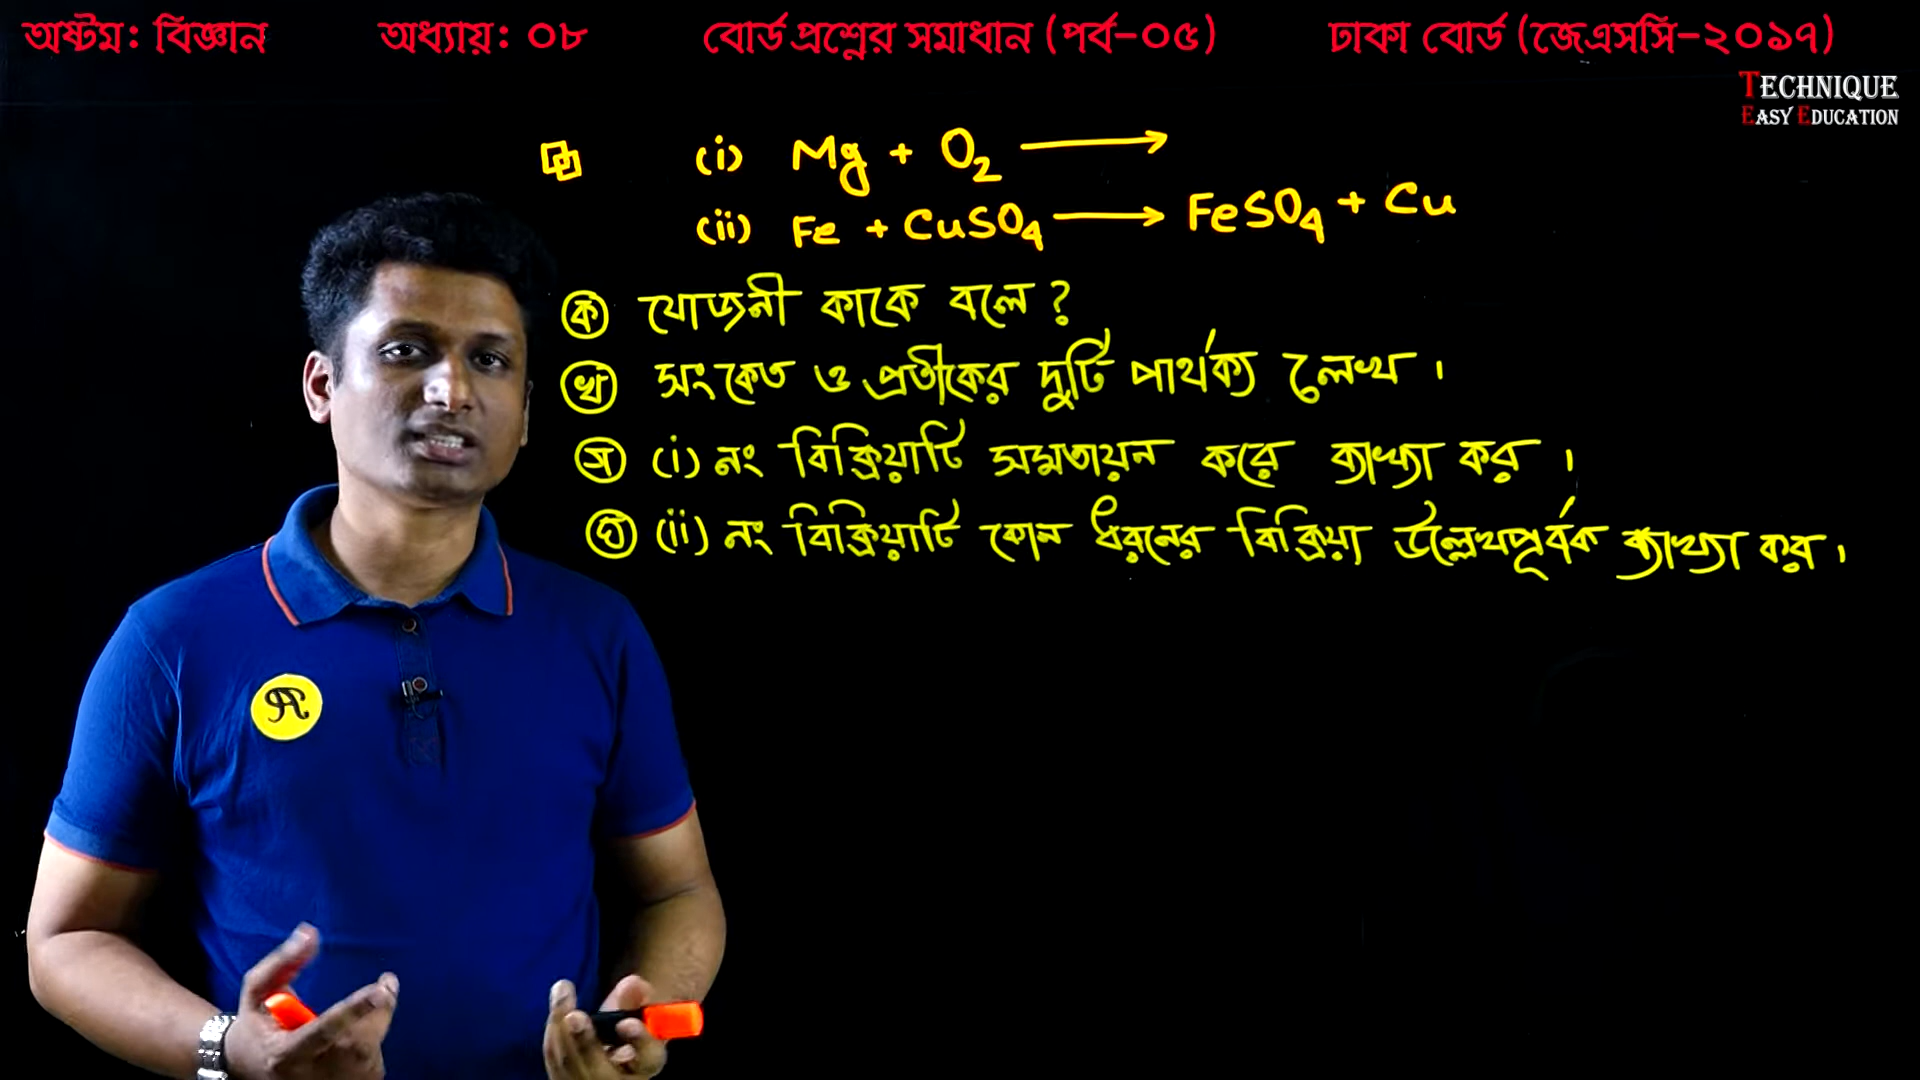 অষ্টম: বিজ্ঞান অধ্যায়: ০৮ বোর্ড প্রশ্নের সমাধান (পর্ব-০৫) ঢাকা বোর্ড (জেএসসি-২০১৭)
TECHNIQUE
EASY EDUCATION
(i) Mg + O₂ ⟶
(ii) Fe + CuSO₄ ⟶ FeSO₄ + Cu
ক যোজনী কাকে বলে ?
খ সংকেত ও প্রতীকের দুটি পার্থক্য লেখ ।
গ (i) নং বিক্রিয়াটি সমতায়ন করে ব্যাখ্যা কর ।
ঘ (ii) নং বিক্রিয়াটি কোন ধরনের বিক্রিয়া উল্লেখপূর্বক ব্যাখ্যা কর ।